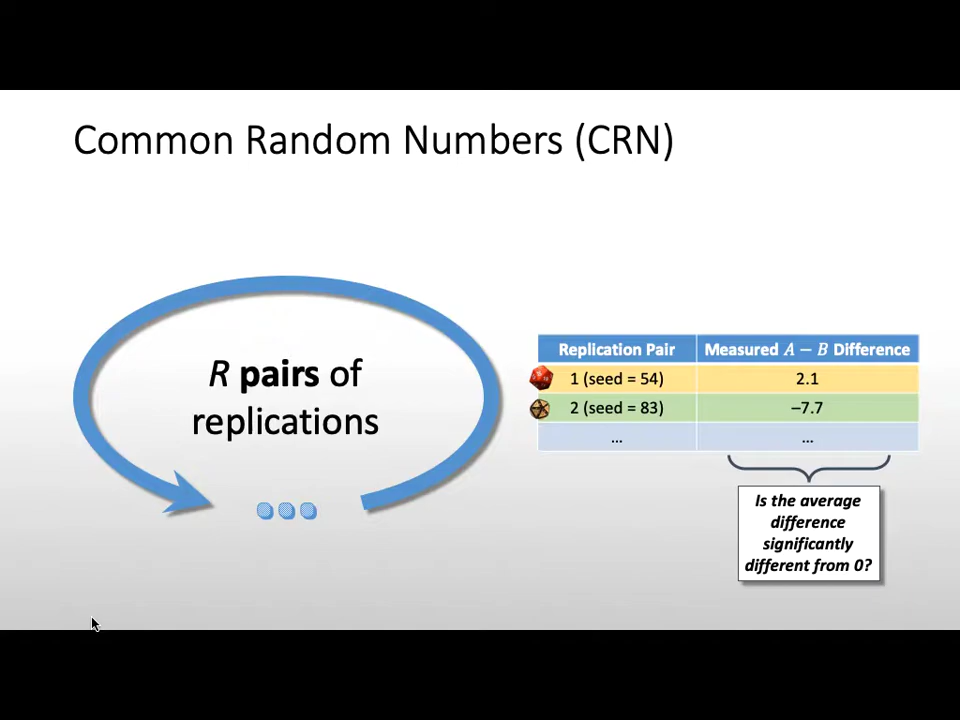 Common Random Numbers (CRN)
R pairs of
replications
Replication Pair Measured A − B Difference
1 (seed = 54) 2.1
2 (seed = 83) –7.7
... ...
Is the average
difference
significantly
different from 0?